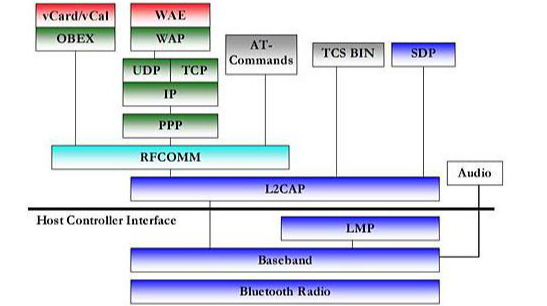 vCard/vCal
WAE
OBEX
WAP
AT-
Commands
TCS BIN
SDP
UDP
TCP
IP
PPP
RFCOMM
Audio
L2CAP
Host Controller Interface
LMP
Baseband
Bluetooth Radio